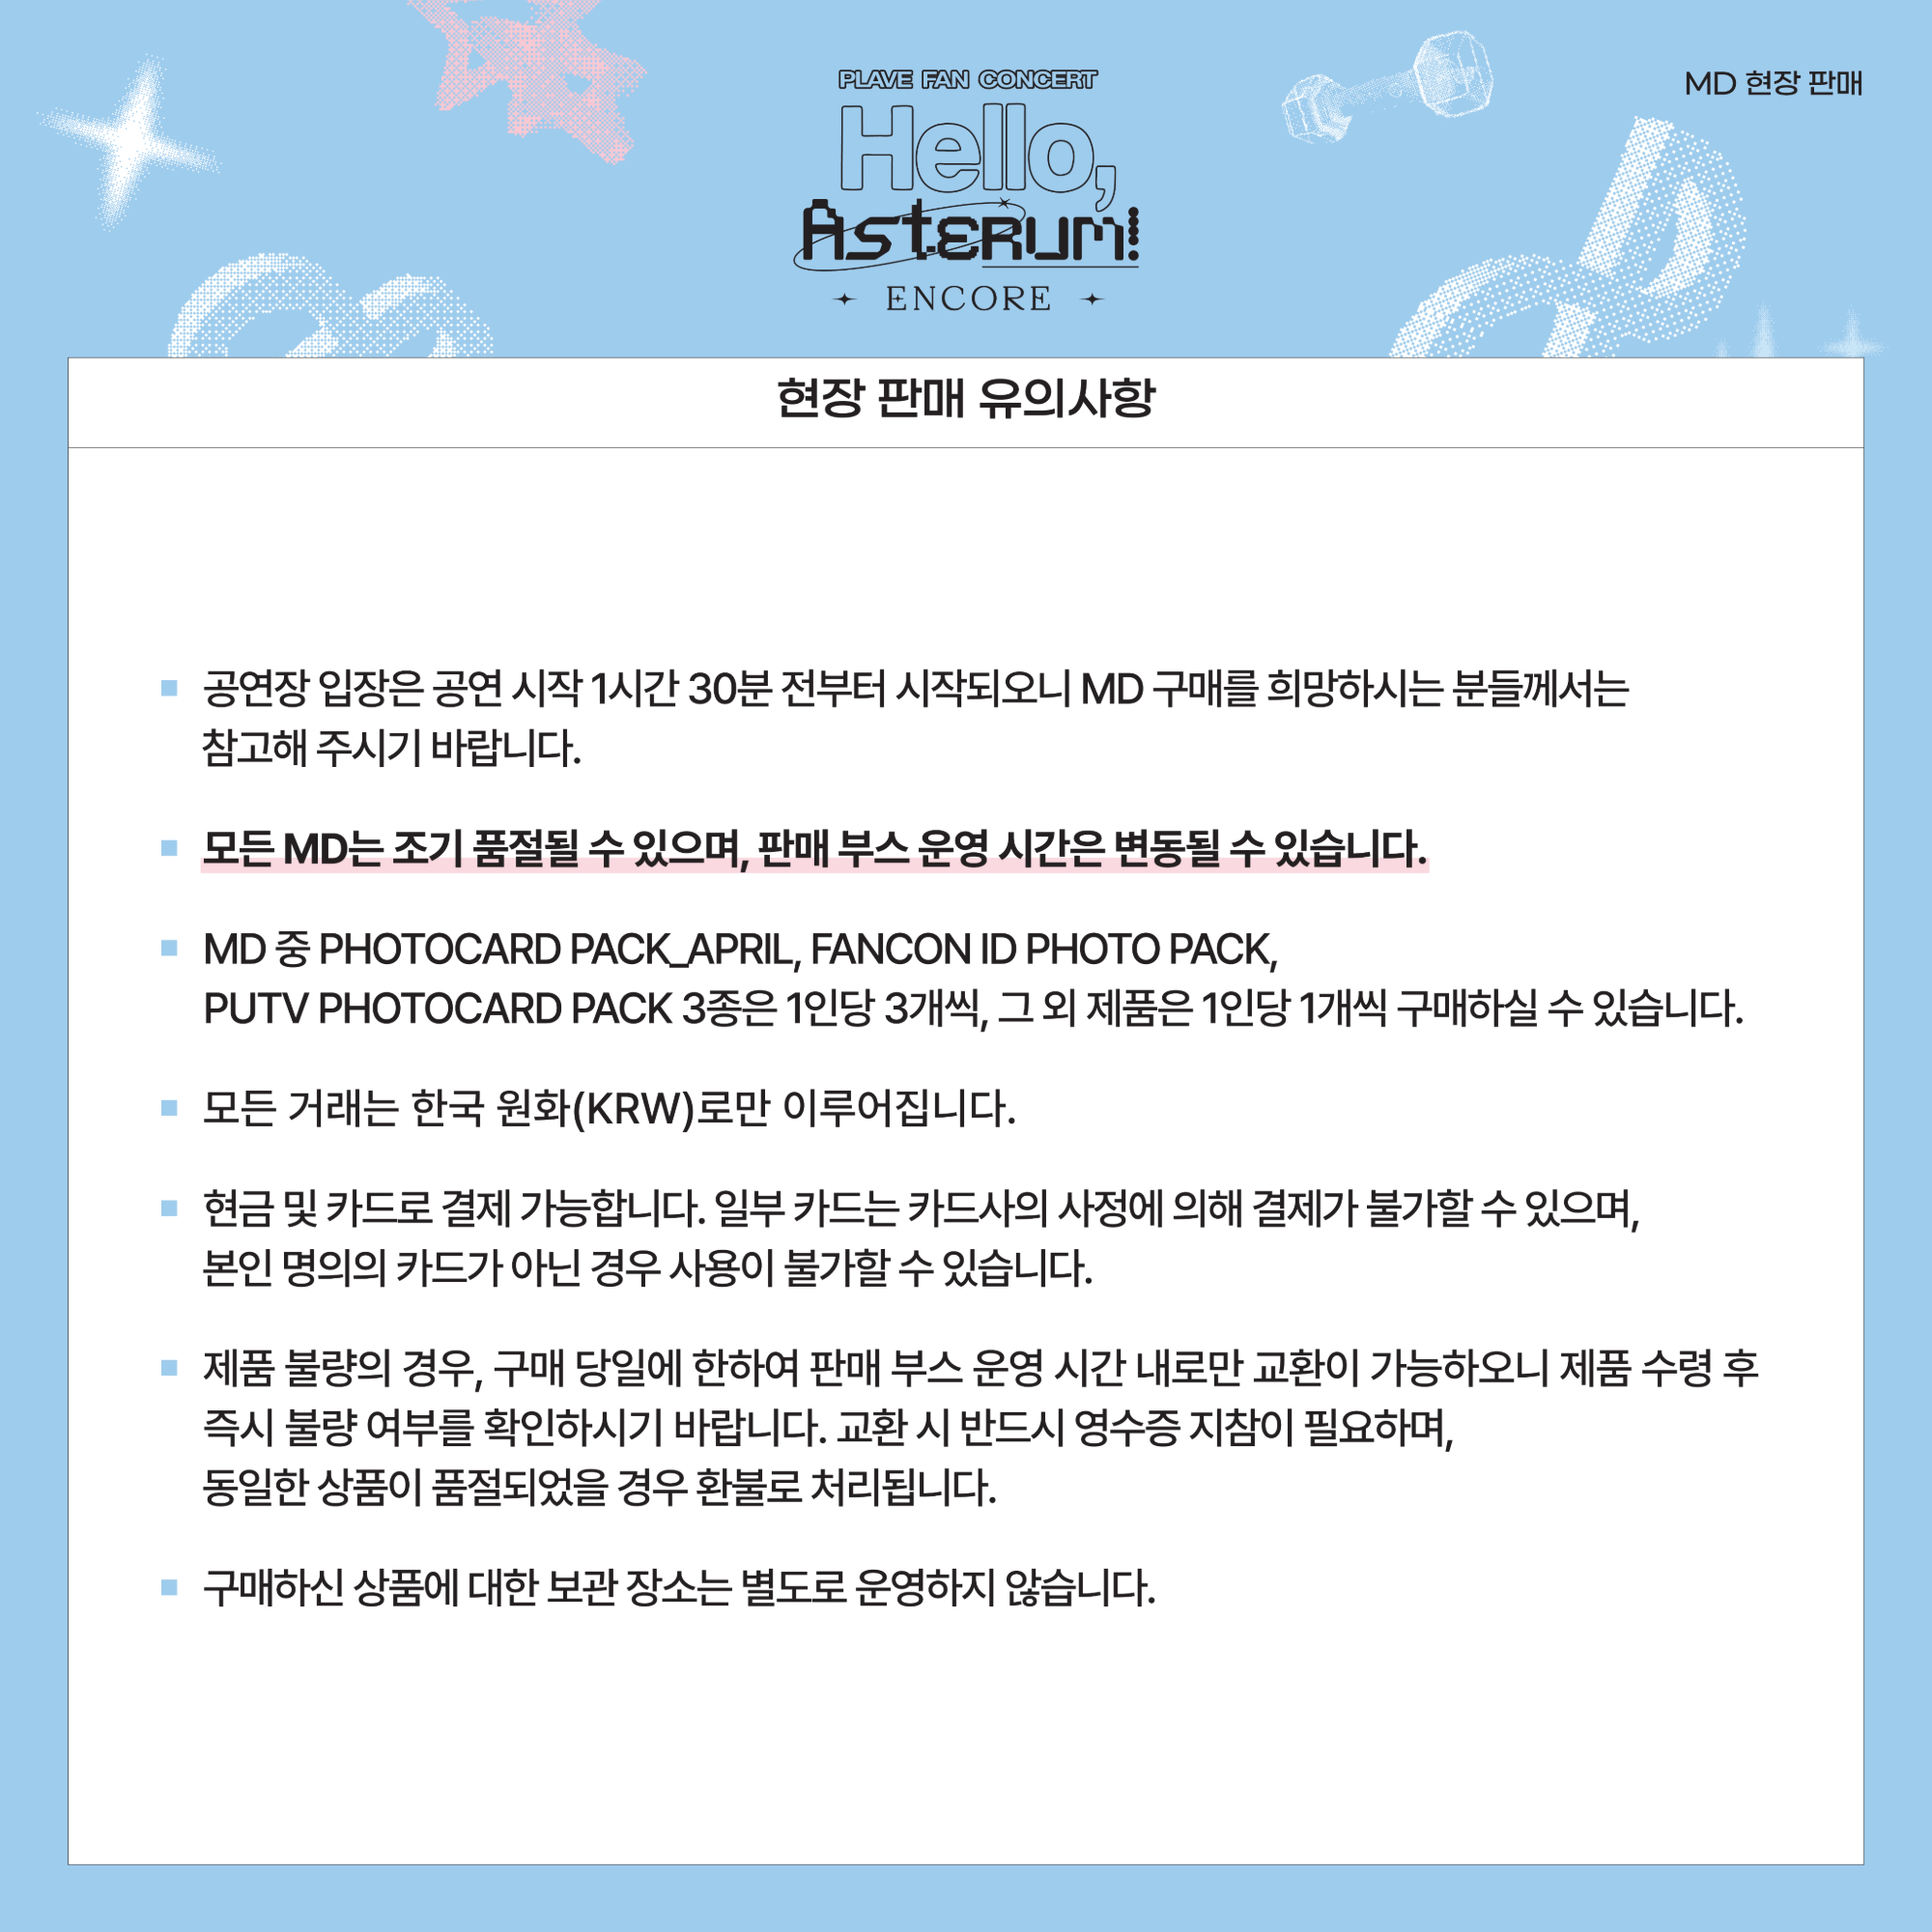 MD 현장 판매
PLAVE FAN CONCERT
Hello,
Asterum!
ENCORE
현장 판매 유의사항
공연장 입장은 공연 시작 1시간 30분 전부터 시작되오니 MD 구매를 희망하시는 분들께서는
참고해 주시기 바랍니다.
모든 MD는 조기 품절될 수 있으며, 판매 부스 운영 시간은 변동될 수 있습니다.
MD 중 PHOTOCARD PACK_APRIL, FANCON ID PHOTO PACK,
PUTV PHOTOCARD PACK 3종은 1인당 3개씩, 그 외 제품은 1인당 1개씩 구매하실 수 있습니다.
모든 거래는 한국 원화(KRW)로만 이루어집니다.
현금 및 카드로 결제 가능합니다. 일부 카드는 카드사의 사정에 의해 결제가 불가할 수 있으며,
본인 명의의 카드가 아닌 경우 사용이 불가할 수 있습니다.
제품 불량의 경우, 구매 당일에 한하여 판매 부스 운영 시간 내로만 교환이 가능하오니 제품 수령 후
즉시 불량 여부를 확인하시기 바랍니다. 교환 시 반드시 영수증 지참이 필요하며,
동일한 상품이 품절되었을 경우 환불로 처리됩니다.
구매하신 상품에 대한 보관 장소는 별도로 운영하지 않습니다.